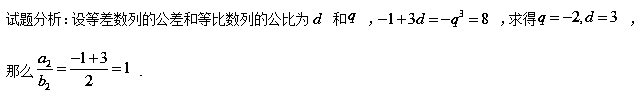 试题分析:设等差数列的公差和等比数列的公比为 d 和 q ,-1+3d=-q³=8 ,求得 q=-2,d=3 ,
那么 a₂/b₂=(-1+3)/2=1 .